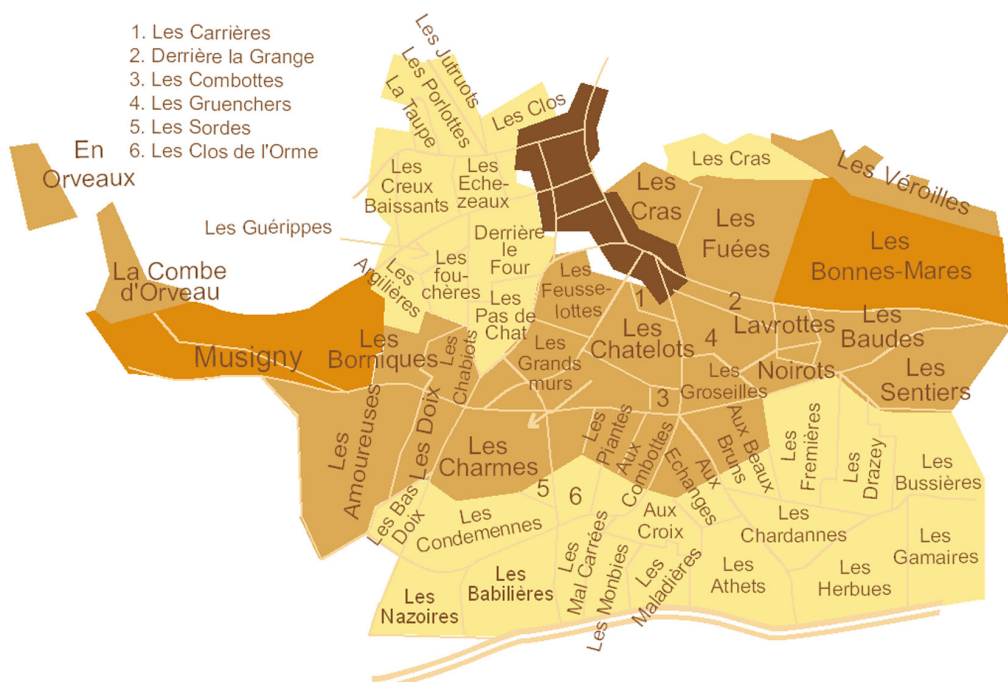 1. Les Carrières
2. Derrière la Grange
3. Les Combottes
4. Les Gruenchers
5. Les Sordes
6. Les Clos de l'Orme
Les Jutruots
Les Porlottes
La Taupe
Les Clos
En
Orveaux
Les
Creux
Baissants
Les
Eche-
zeaux
Les Cras
Les Véroilles
Les
Cras
Les
Fuées
Les
Bonnes-Mares
Les Guérippes
Derrière
le
Four
La Combe
d'Orveau
Les
Argilières
Les
fou-
chères
Les
Feusse-
lottes
Les
Pas de
Chat
1
2
Les
Chatelots
4
Lavrottes
Les
Baudes
Musigny
Les
Borniques
Les
Chabiots
Les
Grands
murs
Les
Groseilles
Noirots
Les
Sentiers
3
Les
Amoureuses
Les Doix
Les
Charmes
Les
Plantes
Aux
Combottes
Aux
Echanges
Aux Beaux
Bruns
Les
Fremières
Les
Drazey
Les
Bussières
5
6
Les Bas
Doix
Les
Condemennes
Aux
Croix
Les
Chardannes
Les
Gamaires
Les
Nazoires
Les
Babilières
Les
Mal Carrées
Les Monbies
Les
Maladières
Les
Athets
Les
Herbues